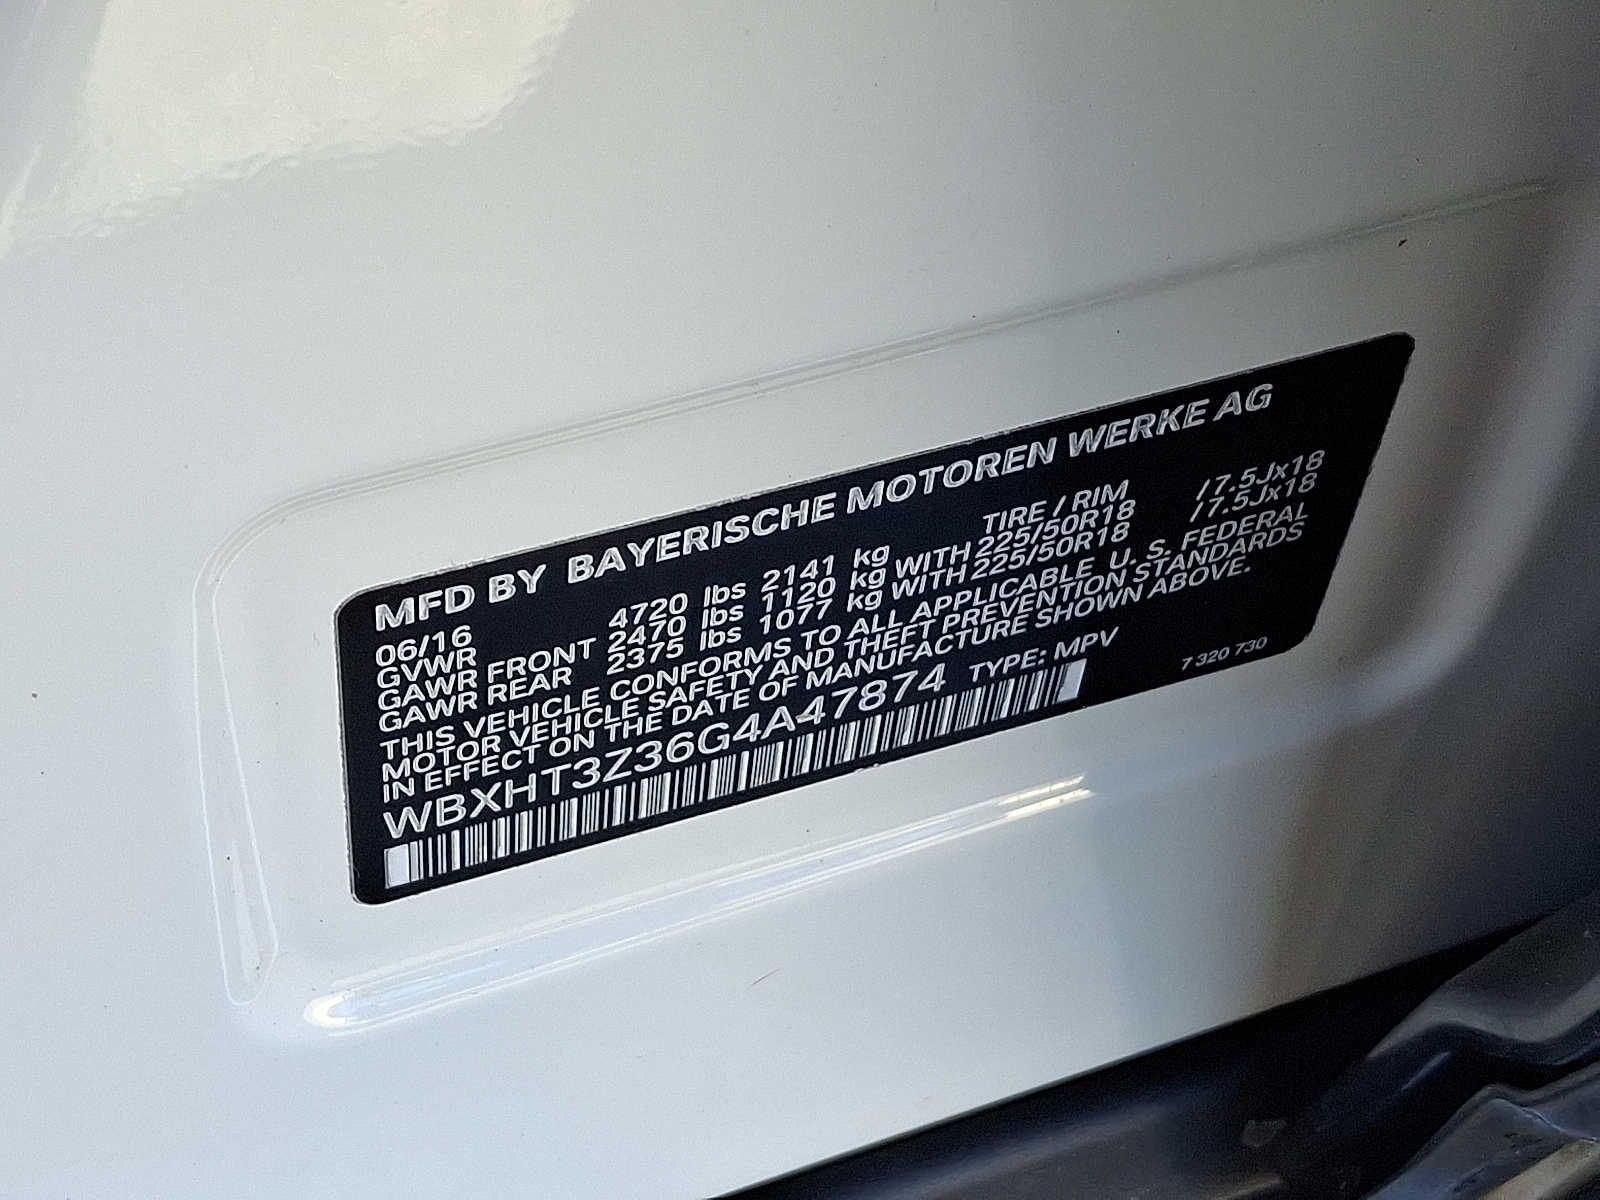 MFD BY BAYERISCHE MOTOREN WERKE AG
06/16 TIRE / RIM
GVWR 4720 lbs 2141 kg
GAWR FRONT 2470 lbs 1120 kg WITH 225/50R18 /7.5Jx18
GAWR REAR 2375 lbs 1077 kg WITH 225/50R18 /7.5Jx18
THIS VEHICLE CONFORMS TO ALL APPLICABLE U. S. FEDERAL
MOTOR VEHICLE SAFETY AND THEFT PREVENTION STANDARDS
IN EFFECT ON THE DATE OF MANUFACTURE SHOWN ABOVE.
WBXHT3Z36G4A47874 TYPE: MPV
7 320 730